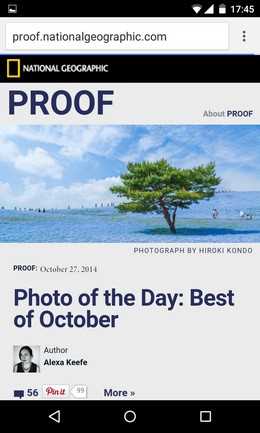 17:45
proof.nationalgeographic.com
NATIONAL GEOGRAPHIC
PROOF
About PROOF
PHOTOGRAPH BY HIROKI KONDO
PROOF: October 27, 2014
Photo of the Day: Best
of October
Author
Alexa Keefe
56 Pin it 99 More »